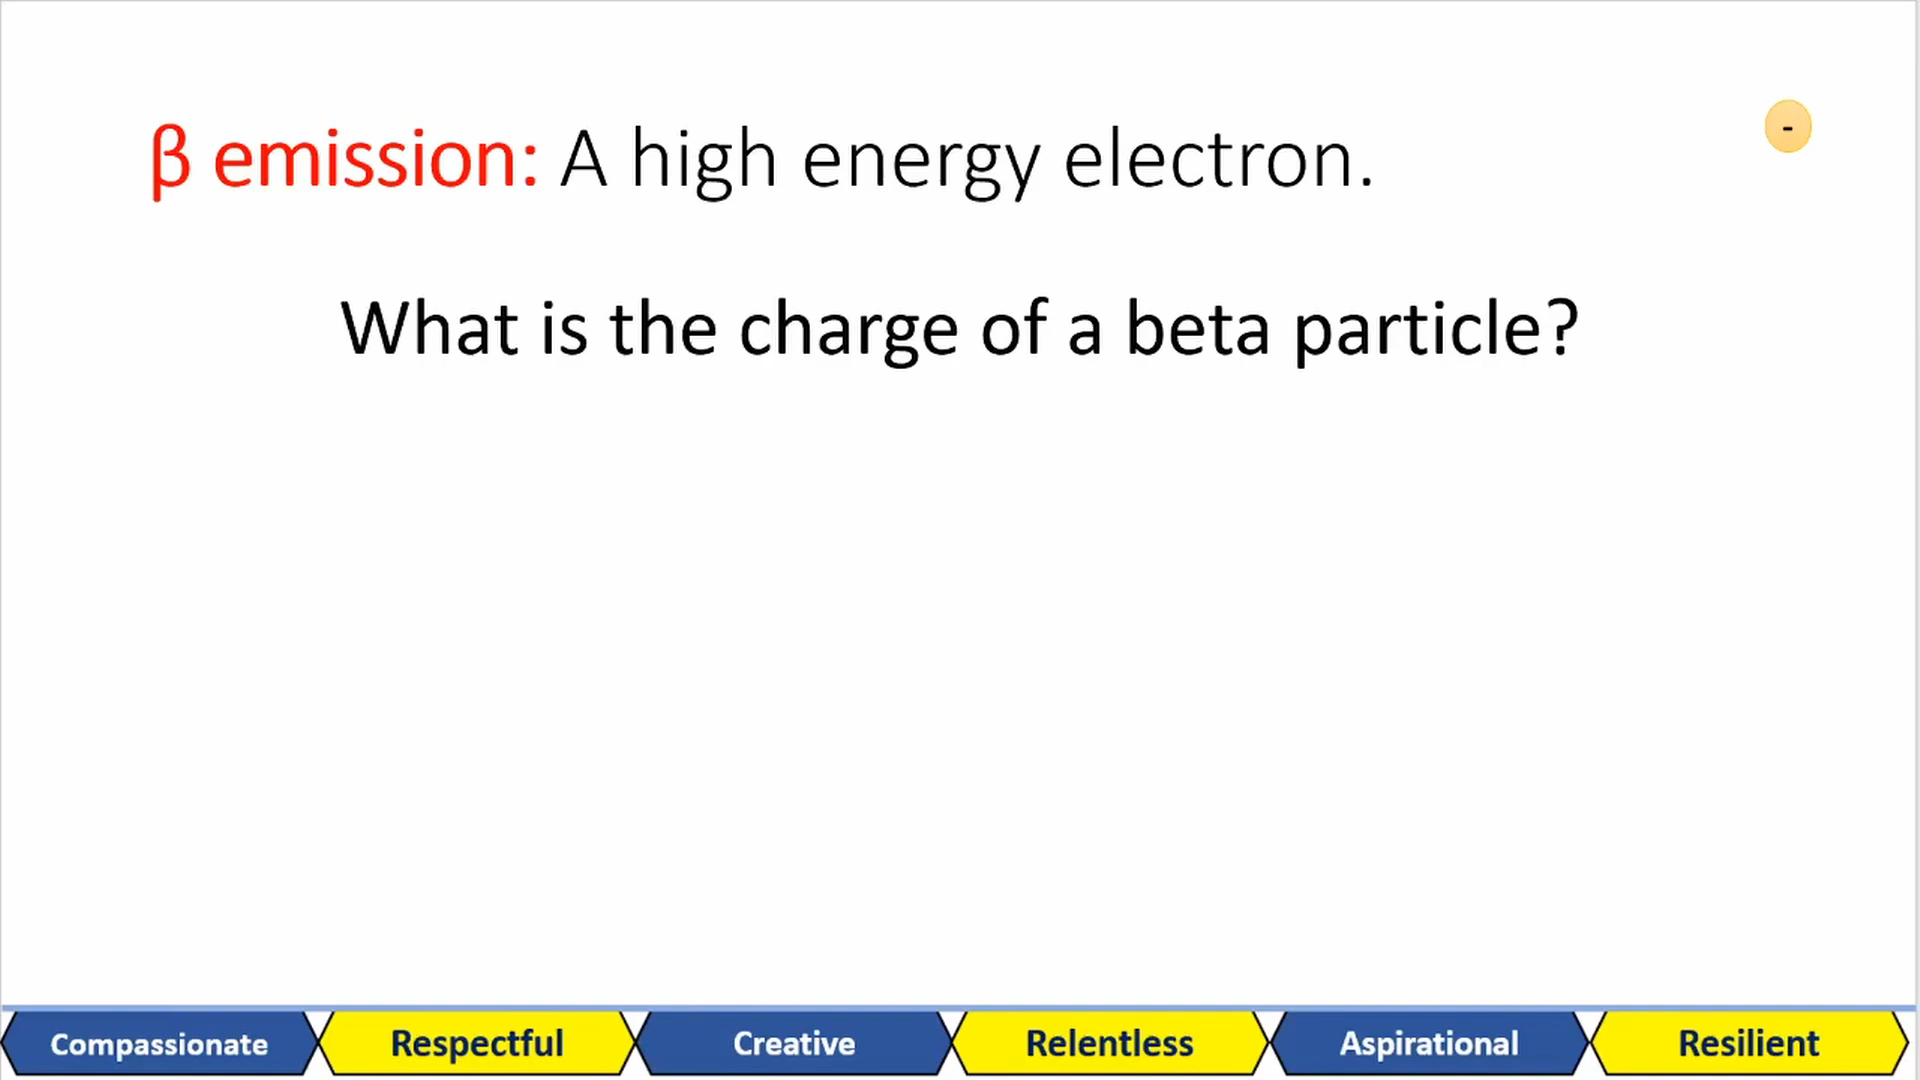 β emission: A high energy electron.
-
What is the charge of a beta particle?
Compassionate Respectful Creative Relentless Aspirational Resilient